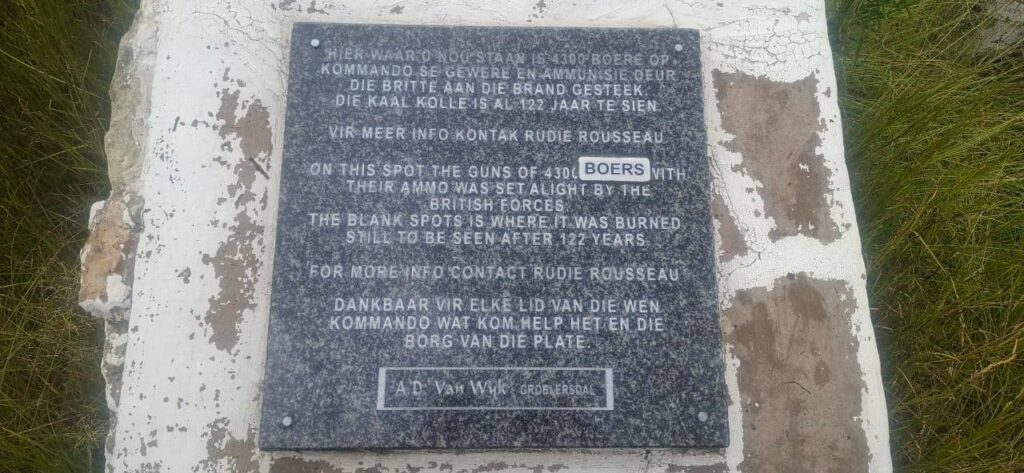 HIER WAAR U NOU STAAN IS 4300 BOERE OP
KOMMANDO SE GEWERE EN AMMUNISIE DEUR
DIE BRITTE AAN DIE BRAND GESTEEK.
DIE KAAL KOLLE IS AL 122 JAAR TE SIEN.
VIR MEER INFO KONTAK RUDIE ROUSSEAU
ON THIS SPOT THE GUNS OF 4300 BOERS WITH
THEIR AMMO WAS SET ALIGHT BY THE
BRITISH FORCES.
THE BLANK SPOTS IS WHERE IT WAS BURNED
STILL TO BE SEEN AFTER 122 YEARS.
FOR MORE INFO CONTACT RUDIE ROUSSEAU
DANKBAAR VIR ELKE LID VAN DIE WEN
KOMMANDO WAT KOM HELP HET EN DIE
BORG VAN DIE PLATE.
A.D. Van Wyk GROBLERSDAL